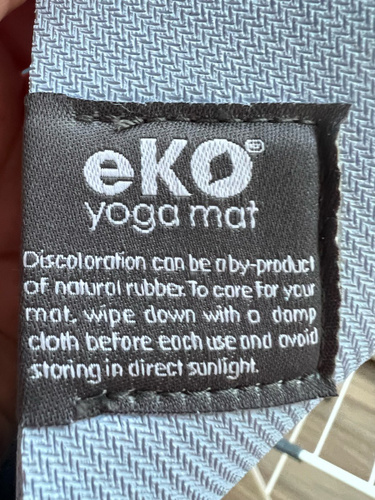 eKO®
yoga mat
Discoloration can be a by-product
of natural rubber. To care for your
mat, wipe down with a damp
cloth before each use and avoid
storing in direct sunlight.